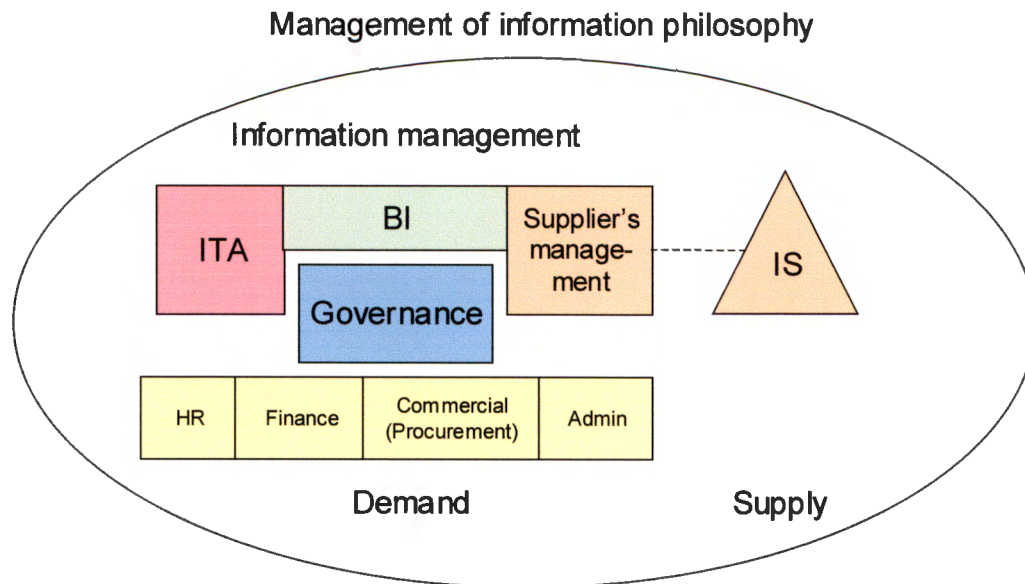 Management of information philosophy
Information management
ITA
BI
Supplier's
manage-
ment
IS
Governance
HR
Finance
Commercial
(Procurement)
Admin
Demand
Supply